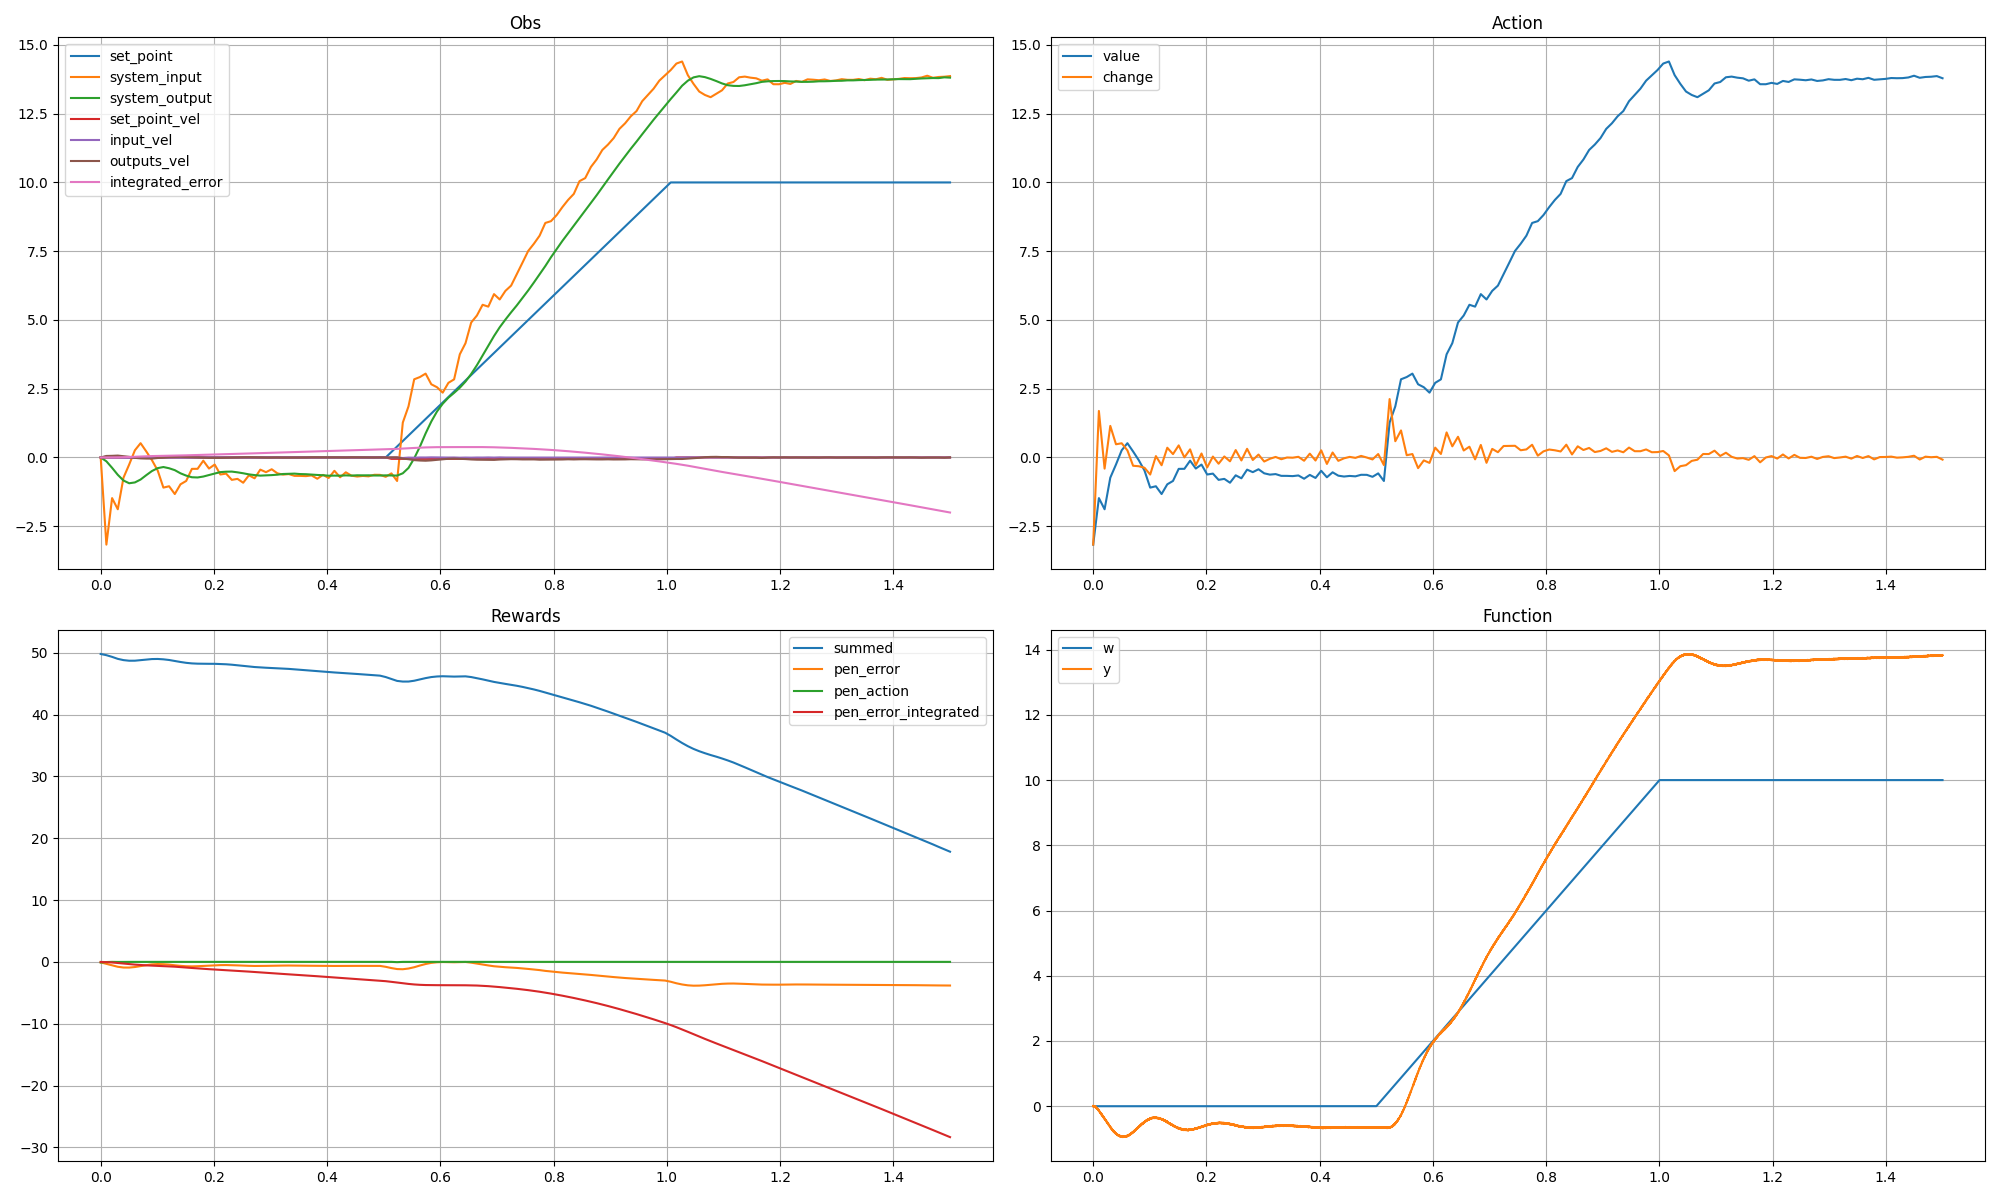 Obs
15.0
12.5
10.0
7.5
5.0
2.5
0.0
−2.5
set_point
system_input
system_output
set_point_vel
input_vel
outputs_vel
integrated_error
0.0 0.2 0.4 0.6 0.8 1.0 1.2 1.4
Action
15.0
12.5
10.0
7.5
5.0
2.5
0.0
−2.5
value
change
0.0 0.2 0.4 0.6 0.8 1.0 1.2 1.4
Rewards
50
40
30
20
10
0
−10
−20
−30
summed
pen_error
pen_action
pen_error_integrated
0.0 0.2 0.4 0.6 0.8 1.0 1.2 1.4
Function
14
12
10
8
6
4
2
0
w
y
0.0 0.2 0.4 0.6 0.8 1.0 1.2 1.4